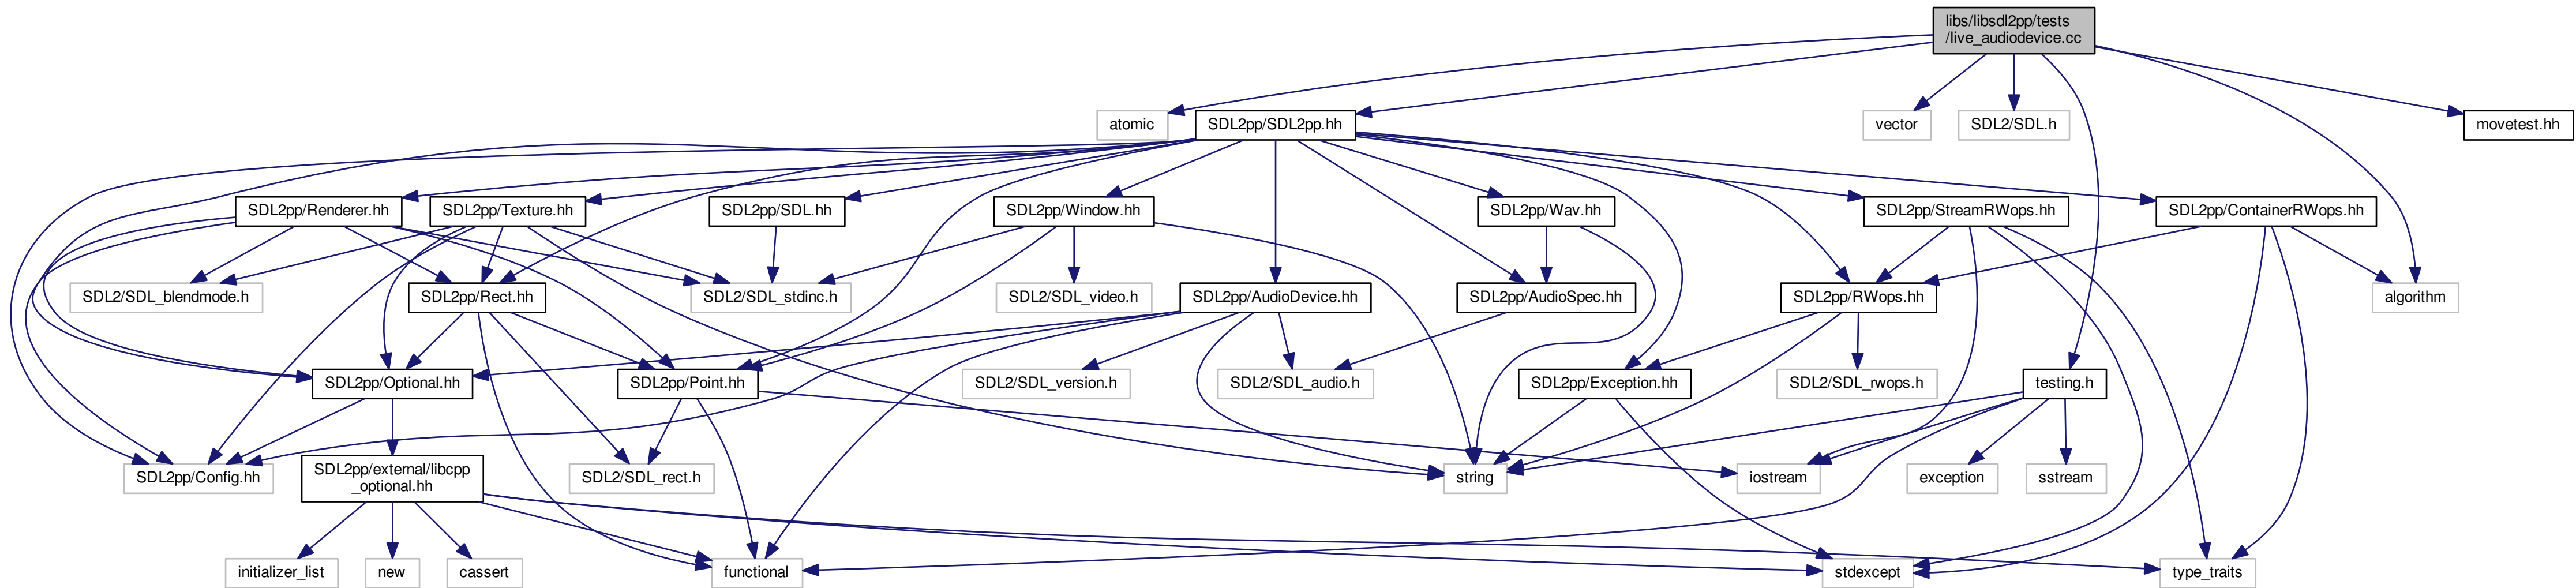 libs/libsdl2pp/tests
/live_audiodevice.cc
atomic
SDL2pp/SDL2pp.hh
vector
SDL2/SDL.h
movetest.hh
SDL2pp/Renderer.hh
SDL2pp/Texture.hh
SDL2pp/SDL.hh
SDL2pp/Window.hh
SDL2pp/Wav.hh
SDL2pp/StreamRWops.hh
SDL2pp/ContainerRWops.hh
SDL2/SDL_blendmode.h
SDL2pp/Rect.hh
SDL2/SDL_stdinc.h
SDL2/SDL_video.h
SDL2pp/AudioDevice.hh
SDL2pp/AudioSpec.hh
SDL2pp/RWops.hh
algorithm
SDL2pp/Optional.hh
SDL2pp/Point.hh
SDL2/SDL_version.h
SDL2/SDL_audio.h
SDL2pp/Exception.hh
SDL2/SDL_rwops.h
testing.h
SDL2pp/Config.hh
SDL2pp/external/libcpp
_optional.hh
SDL2/SDL_rect.h
string
iostream
exception
sstream
initializer_list
new
cassert
functional
stdexcept
type_traits